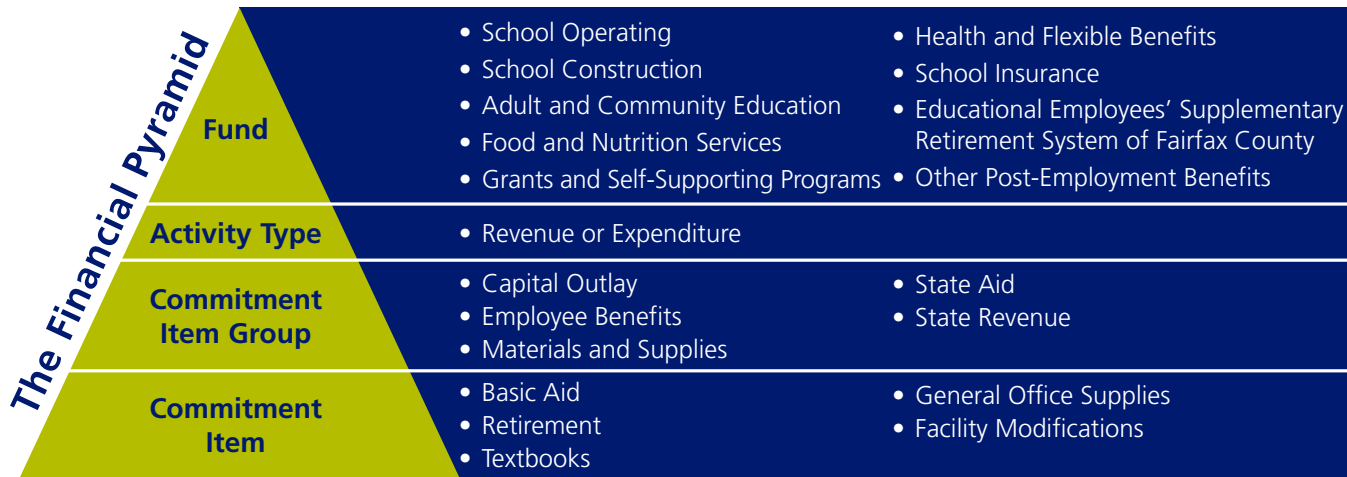 The Financial Pyramid
Fund
• School Operating
• School Construction
• Adult and Community Education
• Food and Nutrition Services
• Grants and Self-Supporting Programs
• Health and Flexible Benefits
• School Insurance
• Educational Employees’ Supplementary
Retirement System of Fairfax County
• Other Post-Employment Benefits
Activity Type
• Revenue or Expenditure
Commitment
Item Group
• Capital Outlay
• Employee Benefits
• Materials and Supplies
• State Aid
• State Revenue
Commitment
Item
• Basic Aid
• Retirement
• Textbooks
• General Office Supplies
• Facility Modifications